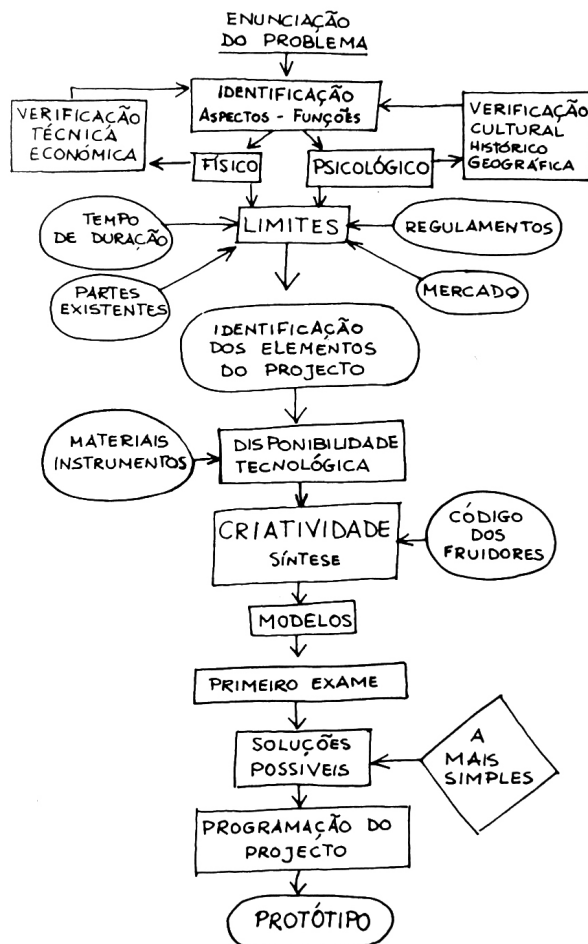 ENUNCIAÇÃO
DO PROBLEMA
IDENTIFICAÇÃO
ASPECTOS - FUNÇÕES
VERIFICAÇÃO
TÉCNICA
ECONÓMICA
VERIFICAÇÃO
CULTURAL
HISTÓRICO
GEOGRÁFICA
FÍSICO
PSICOLÓGICO
TEMPO
DE DURAÇÃO
LIMITES
REGULAMENTOS
PARTES
EXISTENTES
MERCADO
IDENTIFICAÇÃO
DOS ELEMENTOS
DO PROJECTO
MATERIAIS
INSTRUMENTOS
DISPONIBILIDADE
TECNOLÓGICA
CRIATIVIDADE
SÍNTESE
CÓDIGO
DOS
FRUIDORES
MODELOS
PRIMEIRO EXAME
SOLUÇÕES
POSSIVEIS
A
MAIS
SIMPLES
PROGRAMAÇÃO DO
PROJECTO
PROTÓTIPO